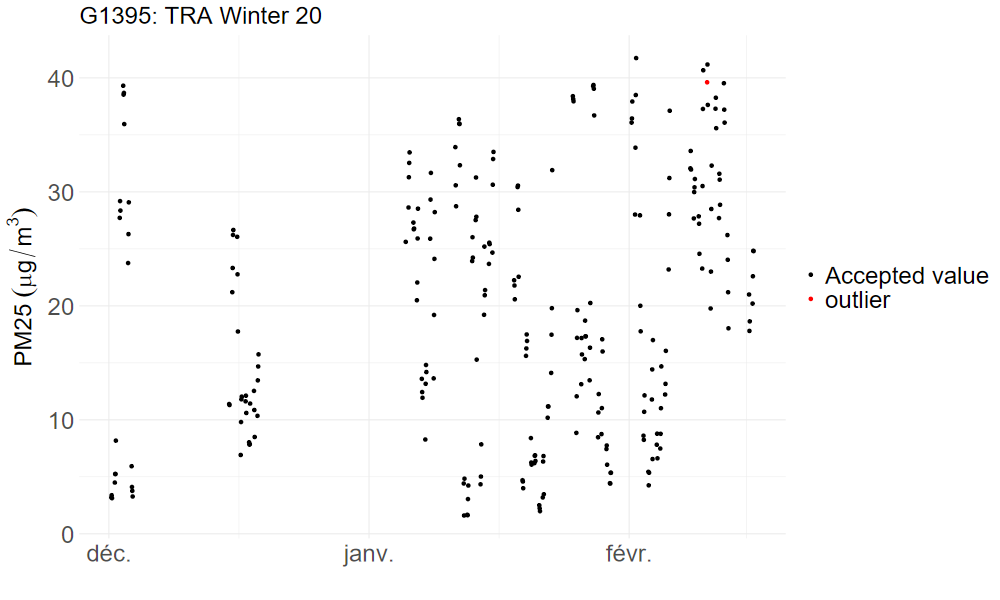 G1395: TRA Winter 20
PM25 (μg/m³)
40
30
20
10
0
déc.
janv.
févr.
Accepted value
outlier